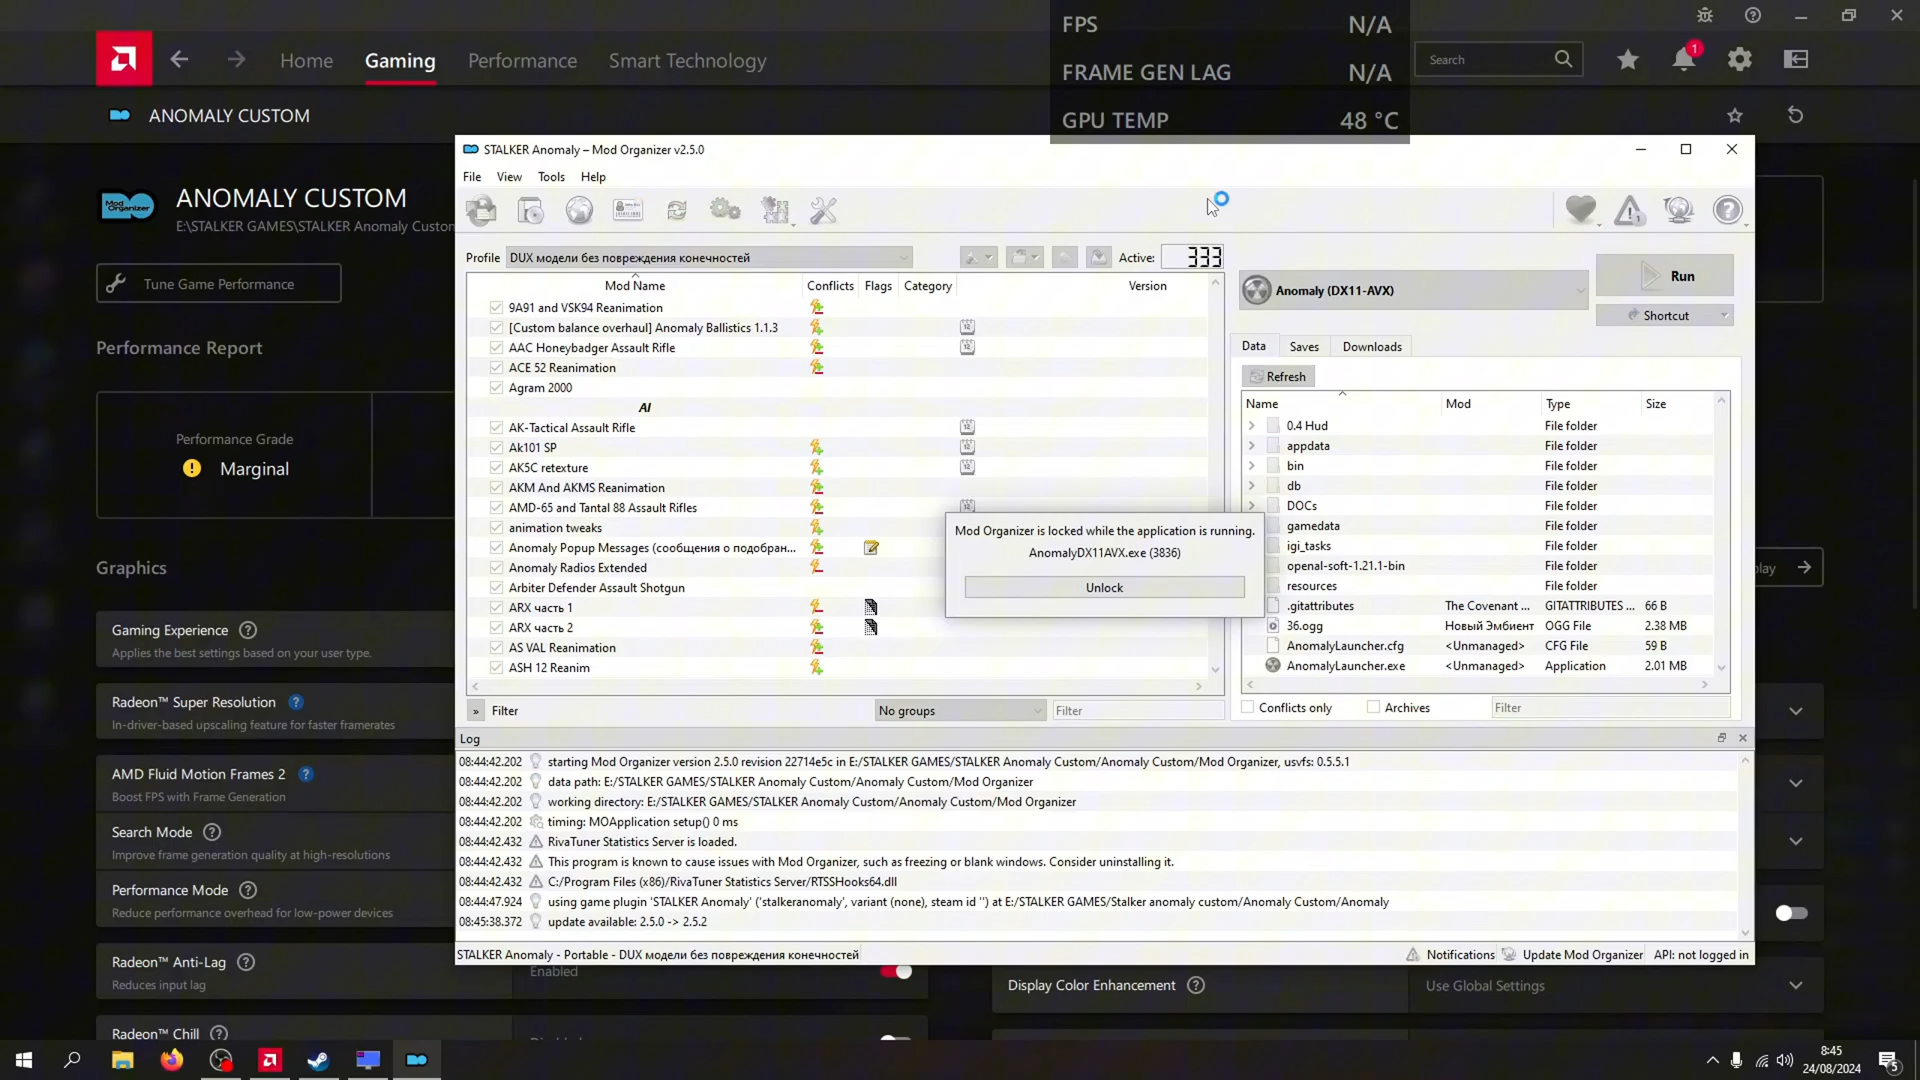 FPS N/A
FRAME GEN LAG N/A
GPU TEMP 48 °C
Home Gaming Performance Smart Technology
Search
1
ANOMALY CUSTOM
ANOMALY CUSTOM
E:\STALKER GAMES\STALKER Anomaly Custom
Mod Organizer
Tune Game Performance
Performance Report
Performance Grade
Marginal
Graphics
Gaming Experience
Applies the best settings based on your user type.
Radeon™ Super Resolution
In-driver-based upscaling feature for faster framerates
AMD Fluid Motion Frames 2
Boost FPS with Frame Generation
Search Mode
Improve frame generation quality at high-resolutions
Performance Mode
Reduce performance overhead for low-power devices
Radeon™ Anti-Lag
Reduces input lag
Enabled
Radeon™ Chill
Display Color Enhancement
Use Global Settings
STALKER Anomaly – Mod Organizer v2.5.0
File View Tools Help
Profile DUX модели без повреждения конечностей Active: 333
Mod Name Conflicts Flags Category Version
9A91 and VSK94 Reanimation
[Custom balance overhaul] Anomaly Ballistics 1.1.3
AAC Honeybadger Assault Rifle
ACE 52 Reanimation
Agram 2000
AI
AK-Tactical Assault Rifle
Ak101 SP
AK5C retexture
AKM And AKMS Reanimation
AMD-65 and Tantal 88 Assault Rifles
animation tweaks
Anomaly Popup Messages (сообщения о подобран...
Anomaly Radios Extended
Arbiter Defender Assault Shotgun
ARX часть 1
ARX часть 2
AS VAL Reanimation
ASH 12 Reanim
Filter No groups Filter
Mod Organizer is locked while the application is running.
AnomalyDX11AVX.exe (3836)
Unlock
Anomaly (DX11-AVX)
Run
Shortcut
Data Saves Downloads
Refresh
Name Mod Type Size
0.4 Hud File folder
appdata File folder
bin File folder
db File folder
DOCs File folder
gamedata File folder
igi_tasks File folder
openal-soft-1.21.1-bin File folder
resources File folder
.gitattributes The Covenant ... GITATTRIBUTES ... 66 B
36.ogg Новый Эмбиент OGG File 2.38 MB
AnomalyLauncher.cfg <Unmanaged> CFG File 59 B
AnomalyLauncher.exe <Unmanaged> Application 2.01 MB
Conflicts only Archives Filter
Log
08:44:42.202 starting Mod Organizer version 2.5.0 revision 22714e5c in E:/STALKER GAMES/STALKER Anomaly Custom/Anomaly Custom/Mod Organizer, usvfs: 0.5.5.1
08:44:42.202 data path: E:/STALKER GAMES/STALKER Anomaly Custom/Anomaly Custom/Mod Organizer
08:44:42.202 working directory: E:/STALKER GAMES/STALKER Anomaly Custom/Anomaly Custom/Mod Organizer
08:44:42.202 timing: MOApplication setup() 0 ms
08:44:42.432 RivaTuner Statistics Server is loaded.
08:44:42.432 This program is known to cause issues with Mod Organizer, such as freezing or blank windows. Consider uninstalling it.
08:44:42.432 C:/Program Files (x86)/RivaTuner Statistics Server/RTSSHooks64.dll
08:44:47.924 using game plugin 'STALKER Anomaly' ('stalkeranomaly', variant (none), steam id '') at E:/STALKER GAMES/Stalker anomaly custom/Anomaly Custom/Anomaly
08:45:38.372 update available: 2.5.0 -> 2.5.2
STALKER Anomaly - Portable - DUX модели без повреждения конечностей Notifications Update Mod Organizer API: not logged in
8:45
24/08/2024
5